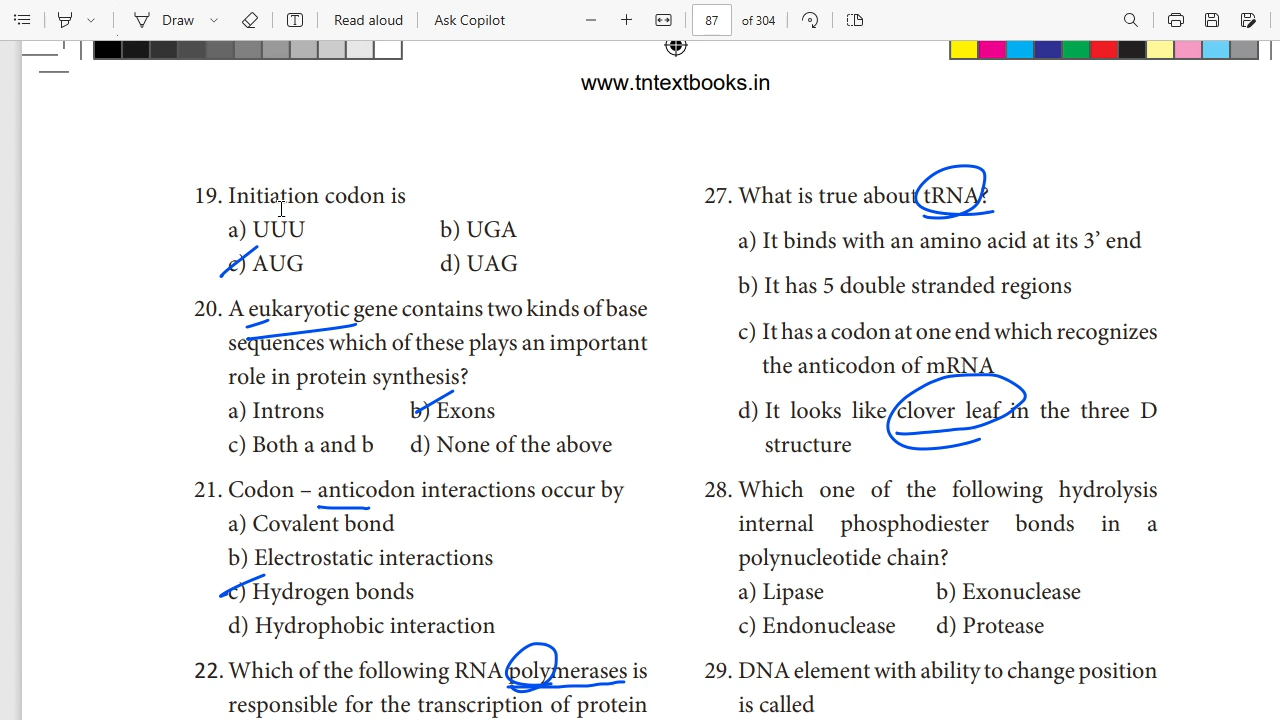 Draw
Read aloud
Ask Copilot
87
of 304
www.tntextbooks.in
19. Initiation codon is
a) UUU b) UGA
c) AUG d) UAG
20. A eukaryotic gene contains two kinds of base
sequences which of these plays an important
role in protein synthesis?
a) Introns b) Exons
c) Both a and b d) None of the above
21. Codon – anticodon interactions occur by
a) Covalent bond
b) Electrostatic interactions
c) Hydrogen bonds
d) Hydrophobic interaction
22. Which of the following RNA polymerases is
responsible for the transcription of protein
27. What is true about tRNA?
a) It binds with an amino acid at its 3’ end
b) It has 5 double stranded regions
c) It has a codon at one end which recognizes
the anticodon of mRNA
d) It looks like clover leaf in the three D
structure
28. Which one of the following hydrolysis
internal phosphodiester bonds in a
polynucleotide chain?
a) Lipase b) Exonuclease
c) Endonuclease d) Protease
29. DNA element with ability to change position
is called